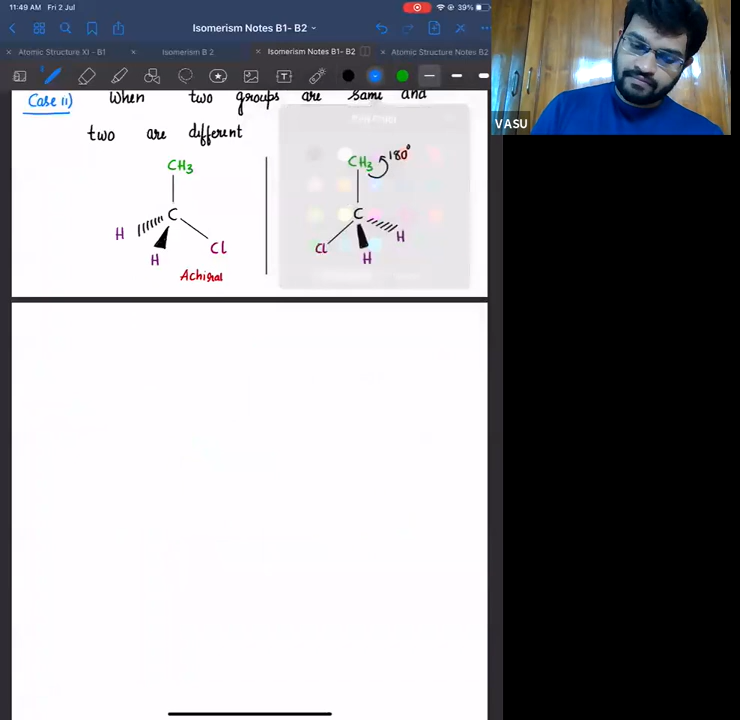 11:49 AM Fri 2 Jul
39%
Isomerism Notes B1- B2
Atomic Structure XI - B1
Isomerism B 2
Isomerism Notes B1- B2
Atomic Structure Notes B2
Case ii) When two groups are same and
two are different
CH3
C
H
H
Cl
Achiral
CH3 180°
C
Cl
H
H
VASU